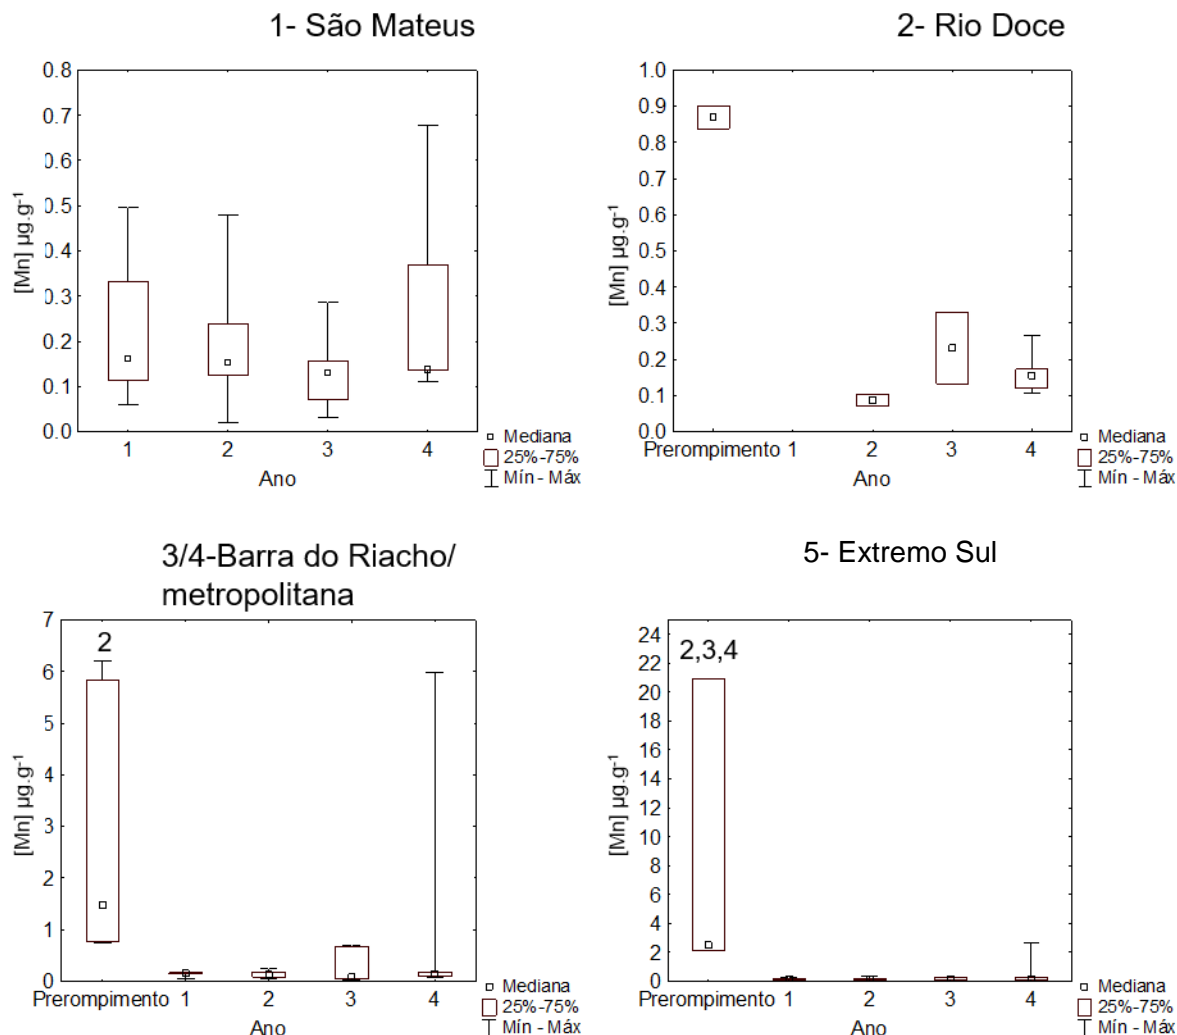 1- São Mateus
0.8
0.7
0.6
0.5
0.4
0.3
0.2
0.1
0.0
[Mn] µg.g⁻¹
1 2 3 4
Ano
Mediana
25%-75%
Mín - Máx
2- Rio Doce
1.0
0.9
0.8
0.7
0.6
0.5
0.4
0.3
0.2
0.1
0.0
[Mn] µg.g⁻¹
Prerompimento 1 2 3 4
Ano
Mediana
25%-75%
Mín - Máx
3/4-Barra do Riacho/
metropolitana
7
6
5
4
3
2
1
0
[Mn] µg.g⁻¹
2
Prerompimento 1 2 3 4
Ano
Mediana
25%-75%
Mín - Máx
5- Extremo Sul
24
22
20
18
16
14
12
10
8
6
4
2
0
[Mn] µg.g⁻¹
2,3,4
Prerompimento 1 2 3 4
Ano
Mediana
25%-75%
Mín - Máx